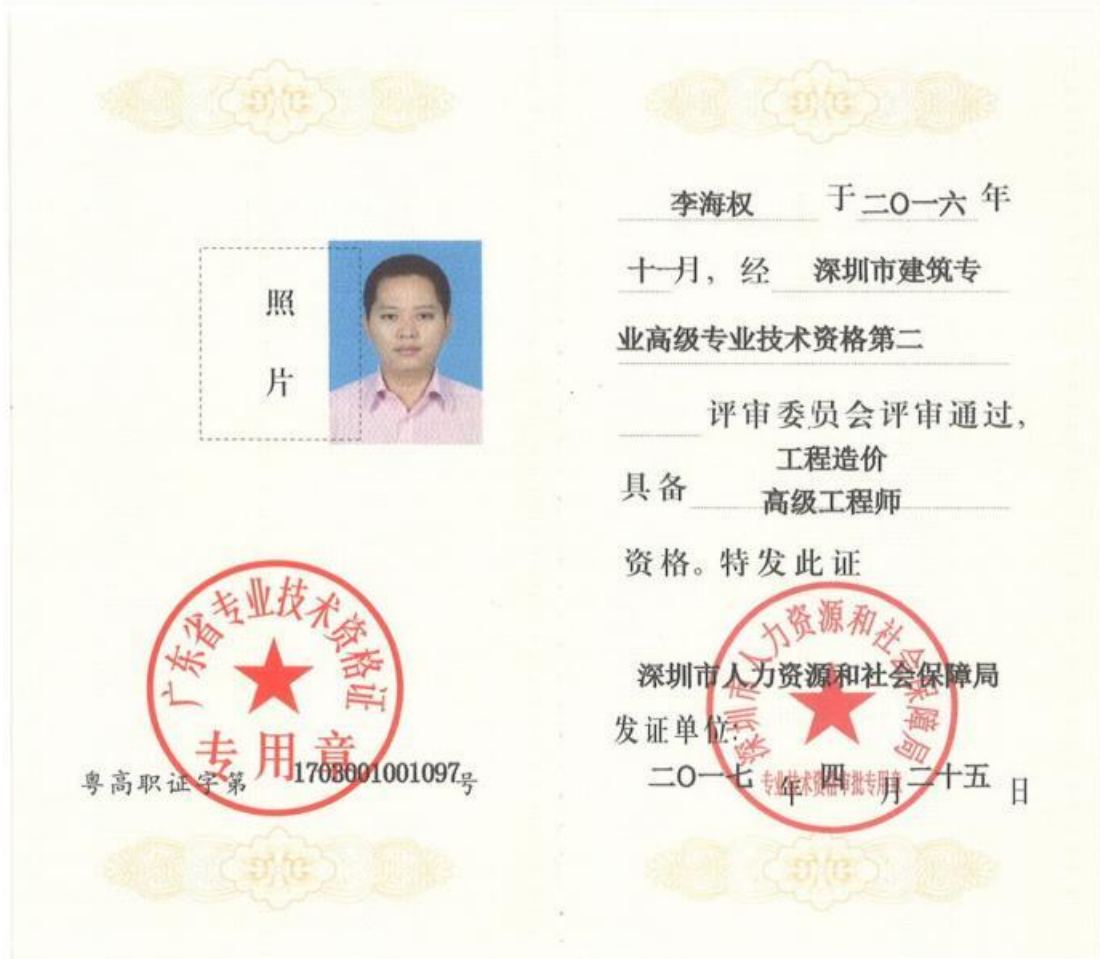 照
片
广东省专业技术资格证
专用章
粤高职证字第 1703001001097号
李海权 于二〇一六年
十一月，经 深圳市建筑专
业高级专业技术资格第二
评审委员会评审通过，
工程造价
具备
高级工程师
资格。特发此证
深圳市人力资源和社会保障局
深圳市人力资源和社会保障局
发证单位：
二〇一七年四月二十五日
专业技术资格审批专用章